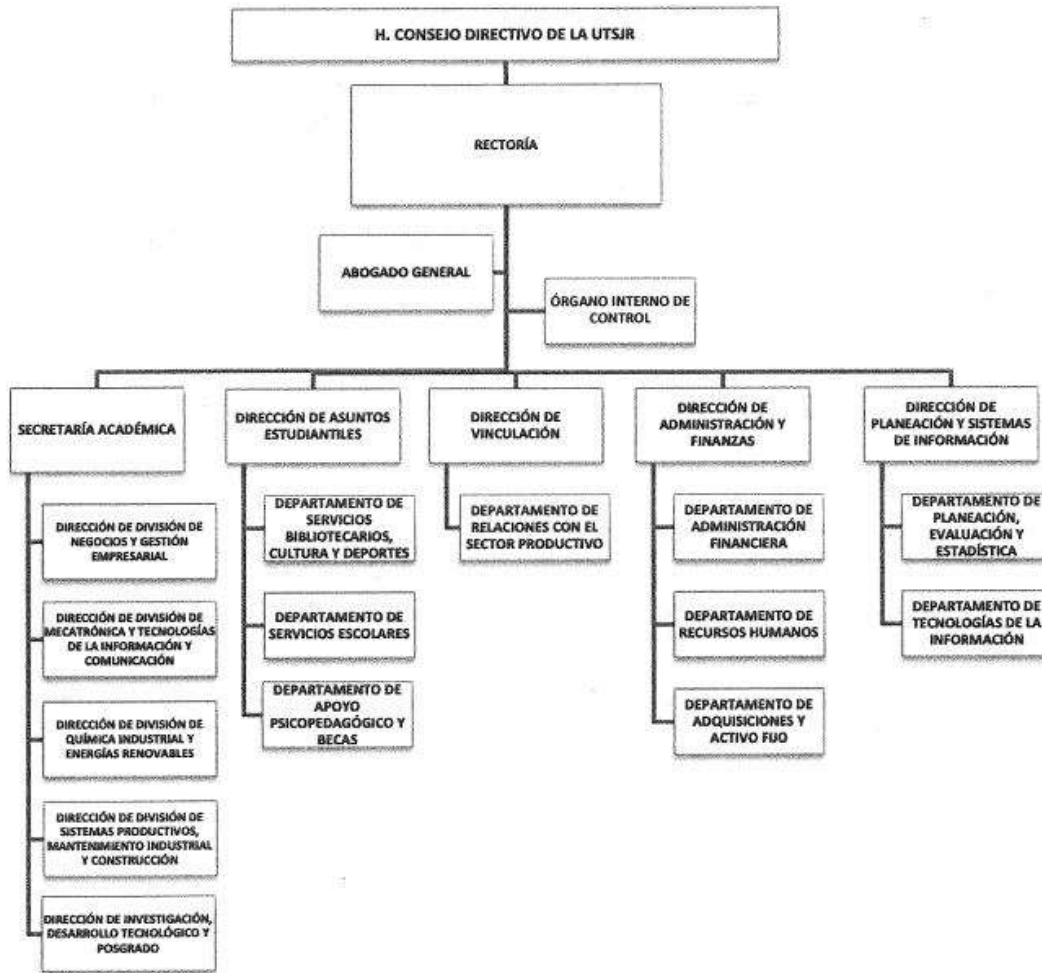 H. CONSEJO DIRECTIVO DE LA UTSJR
RECTORÍA
ABOGADO GENERAL
ÓRGANO INTERNO DE
CONTROL
SECRETARÍA ACADÉMICA
DIRECCIÓN DE DIVISIÓN DE
NEGOCIOS Y GESTIÓN
EMPRESARIAL
DIRECCIÓN DE DIVISIÓN DE
MECATRÓNICA Y TECNOLOGÍAS
DE LA INFORMACIÓN Y
COMUNICACIÓN
DIRECCIÓN DE DIVISIÓN DE
QUÍMICA INDUSTRIAL Y
ENERGÍAS RENOVABLES
DIRECCIÓN DE DIVISIÓN DE
SISTEMAS PRODUCTIVOS,
MANTENIMIENTO INDUSTRIAL
Y CONSTRUCCIÓN
DIRECCIÓN DE INVESTIGACIÓN,
DESARROLLO TECNOLÓGICO Y
POSGRADO
DIRECCIÓN DE ASUNTOS
ESTUDIANTILES
DEPARTAMENTO DE
SERVICIOS
BIBLIOTECARIOS,
CULTURA Y DEPORTES
DEPARTAMENTO DE
SERVICIOS ESCOLARES
DEPARTAMENTO DE
APOYO
PSICOPEDAGÓGICO Y
BECAS
DIRECCIÓN DE
VINCULACIÓN
DEPARTAMENTO DE
RELACIONES CON EL
SECTOR PRODUCTIVO
DIRECCIÓN DE
ADMINISTRACIÓN Y
FINANZAS
DEPARTAMENTO DE
ADMINISTRACIÓN
FINANCIERA
DEPARTAMENTO DE
RECURSOS HUMANOS
DEPARTAMENTO DE
ADQUISICIONES Y
ACTIVO FIJO
DIRECCIÓN DE
PLANEACIÓN Y SISTEMAS
DE INFORMACIÓN
DEPARTAMENTO DE
PLANEACIÓN,
EVALUACIÓN Y
ESTADÍSTICA
DEPARTAMENTO DE
TECNOLOGÍAS DE LA
INFORMACIÓN